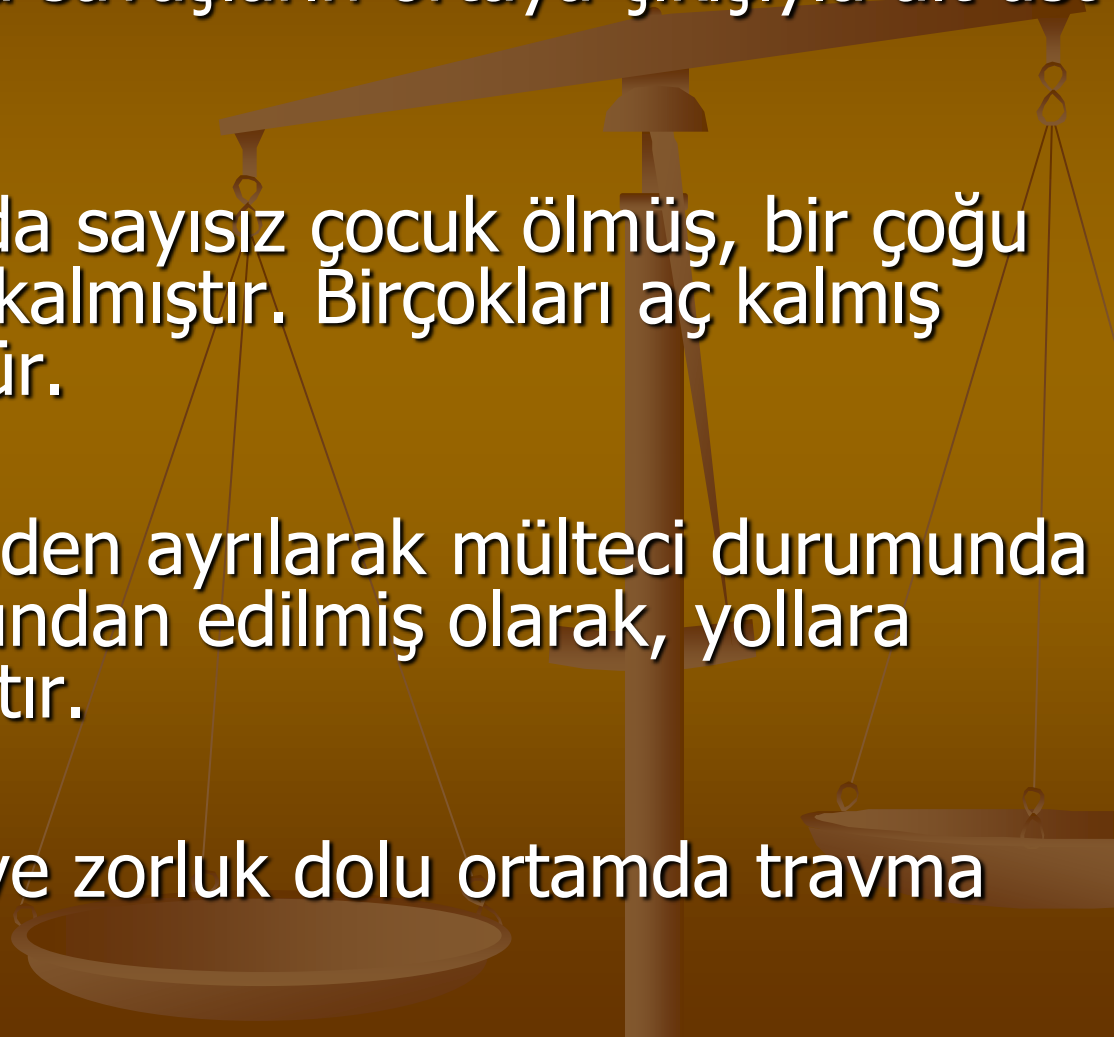 da sayısız çocuk ölmüş, bir çoğu
kalmıştır. Birçokları aç kalmış
ür.
den ayrılarak mülteci durumunda
ından edilmiş olarak, yollara
tır.
ve zorluk dolu ortamda travma